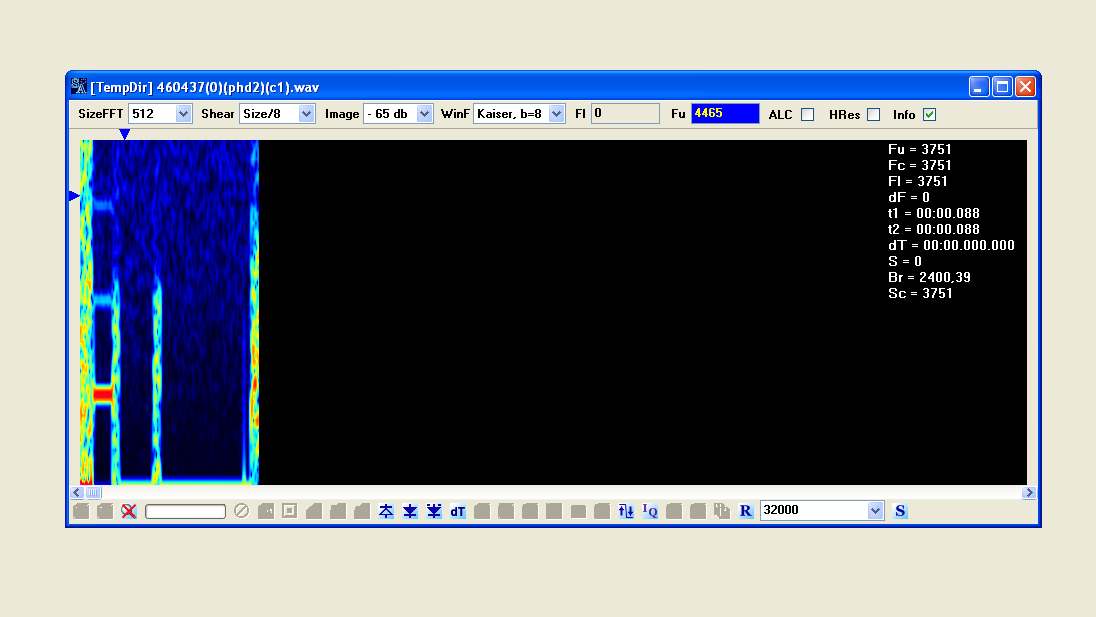 [TempDir] 460437(0)(phd2)(c1).wav
SizeFFT 512 Shear Size/8 Image - 65 db WinF Kaiser, b=8 Fl 0 Fu 4465 ALC HRes Info
Fu = 3751
Fc = 3751
Fl = 3751
dF = 0
t1 = 00:00.088
t2 = 00:00.088
dT = 00:00.000.000
S = 0
Br = 2400,39
Sc = 3751
dT IQ R 32000 S